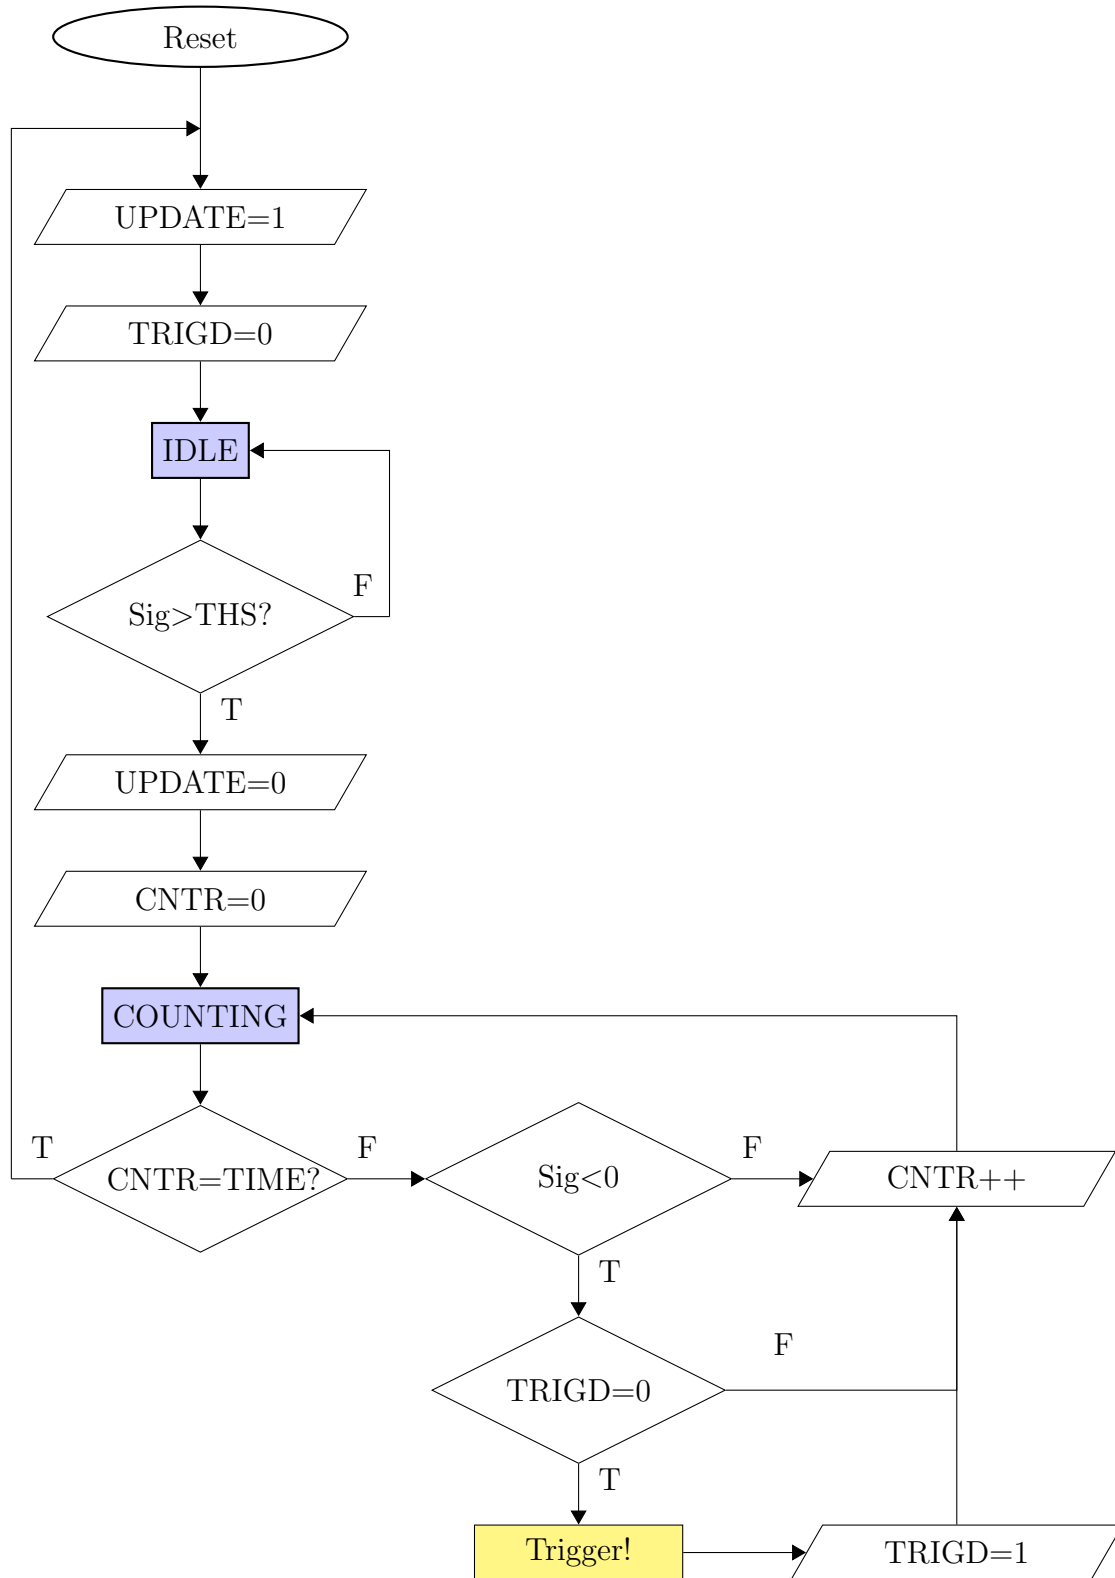 Reset
UPDATE=1
TRIGD=0
IDLE
Sig>THS?
F
T
UPDATE=0
CNTR=0
COUNTING
T
CNTR=TIME?
F
Sig<0
F
CNTR++
T
TRIGD=0
F
T
Trigger!
TRIGD=1